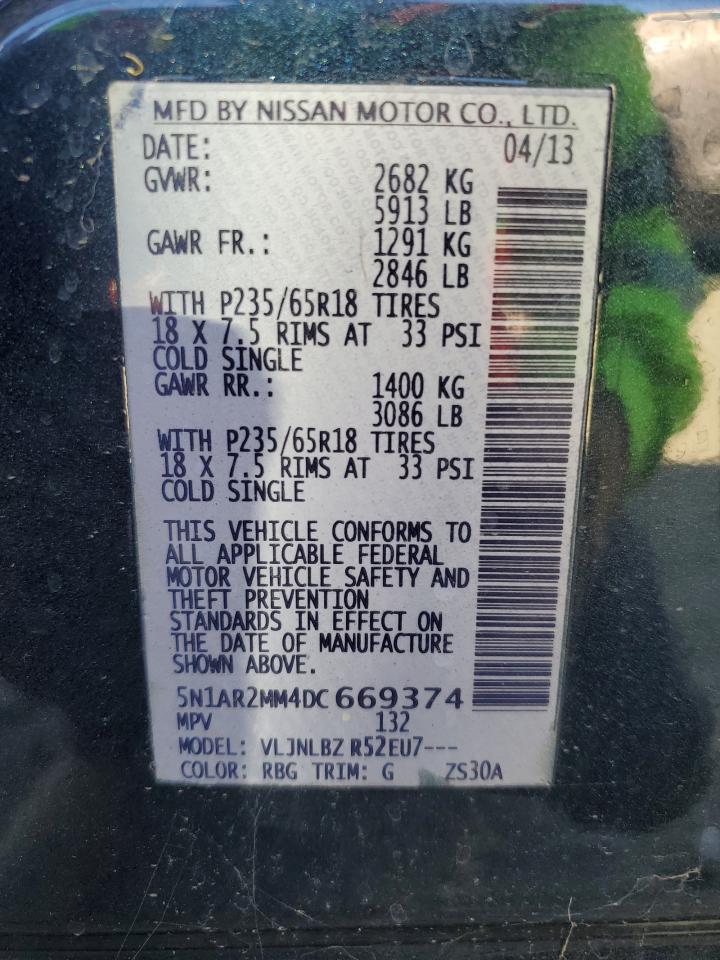 MFD BY NISSAN MOTOR CO., LTD.
DATE: 04/13
GVWR: 2682 KG
5913 LB
GAWR FR.: 1291 KG
2846 LB
WITH P235/65R18 TIRES
18 X 7.5 RIMS AT 33 PSI
COLD SINGLE
GAWR RR.: 1400 KG
3086 LB
WITH P235/65R18 TIRES
18 X 7.5 RIMS AT 33 PSI
COLD SINGLE
THIS VEHICLE CONFORMS TO
ALL APPLICABLE FEDERAL
MOTOR VEHICLE SAFETY AND
THEFT PREVENTION
STANDARDS IN EFFECT ON
THE DATE OF MANUFACTURE
SHOWN ABOVE.
5N1AR2MM4DC 669374
MPV 132
MODEL: VLJNLBZ R52EU7---
COLOR: RBG TRIM: G ZS30A